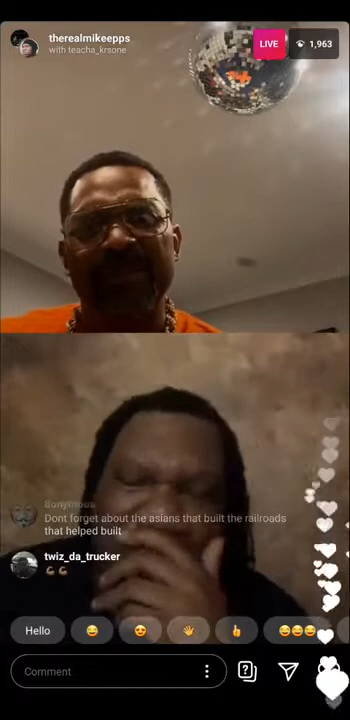 therealmikeepps
with teacha_krsone
LIVE
1,963
Dont forget about the asians that built the railroads
that helped built
twiz_da_trucker
Hello
Comment